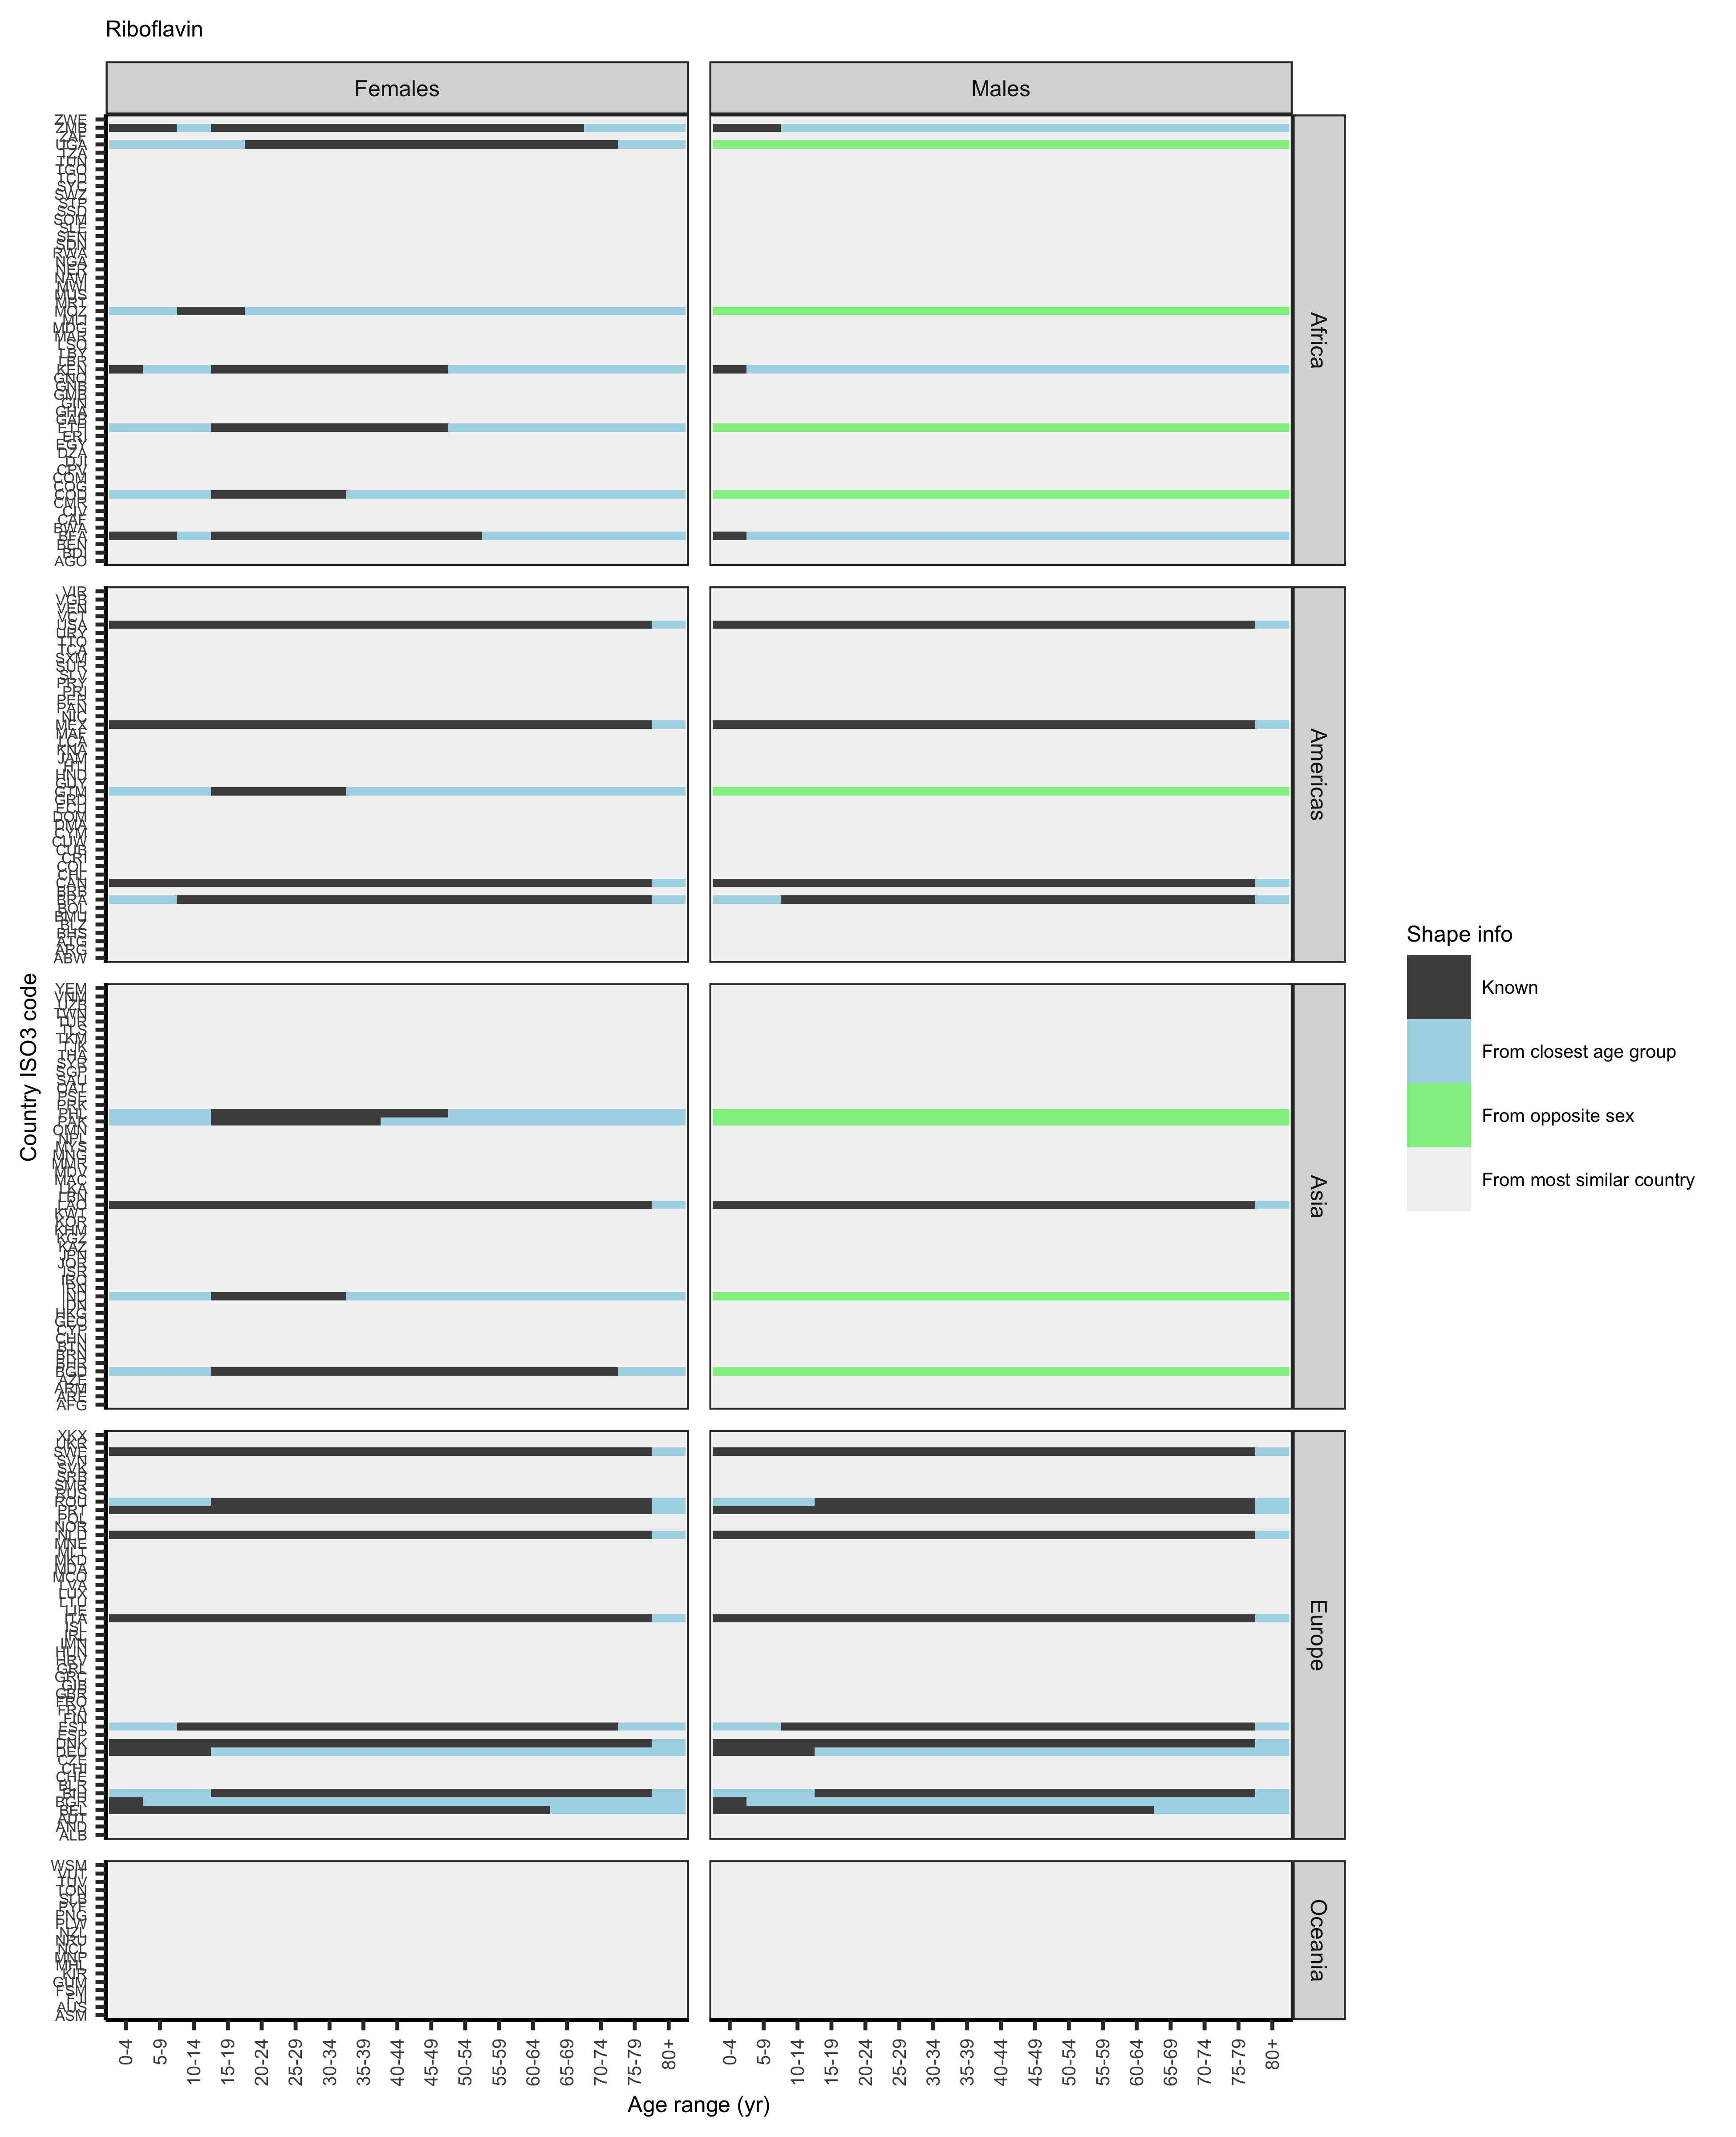 Riboflavin
Females
Males
ZWE
ZMB
ZAF
UGA
TZA
TUN
TGO
TCD
SYC
SWZ
STP
SSD
SOM
SLE
SEN
SDN
RWA
NGA
NER
NAM
MWI
MUS
MRT
MOZ
MLI
MDG
MAR
LSO
LBY
LBR
KEN
GNQ
GNB
GMB
GIN
GHA
GAB
ETH
ERI
EGY
DZA
DJI
CPV
COM
COG
COD
CMR
CIV
CAF
BWA
BFA
BEN
BDI
AGO
Africa
VIR
VGB
VEN
VCT
USA
URY
TTO
TCA
SXM
SUR
SLV
PRY
PRI
PER
PAN
NIC
MEX
MAF
LCA
KNA
JAM
HTI
HND
GUY
GTM
GRD
ECU
DOM
DMA
CYM
CUW
CUB
CRI
COL
CHL
CAN
BRB
BRA
BOL
BMU
BLZ
BHS
ATG
ARG
ABW
Americas
YEM
VNM
UZB
TWN
TUR
TLS
TKM
TJK
THA
SYR
SGP
SAU
QAT
PSE
PRK
PHL
PAK
OMN
NPL
MYS
MNG
MMR
MDV
MAC
LKA
LBN
LAO
KWT
KOR
KHM
KGZ
KAZ
JPN
JOR
ISR
IRQ
IRN
IND
IDN
HKG
GEO
CYP
CHN
BTN
BRN
BHR
BGD
AZE
ARM
ARE
AFG
Asia
XKX
UKR
SWE
SVN
SVK
SRB
SMR
RUS
ROU
PRT
POL
NOR
NLD
MNE
MLT
MKD
MDA
MCO
LVA
LUX
LTU
LIE
ITA
ISL
IRL
IMN
HUN
HRV
GRL
GRC
GIB
GBR
FRO
FRA
FIN
EST
ESP
DNK
DEU
CZE
CHI
CHE
BLR
BIH
BGR
BEL
AUT
AND
ALB
Europe
WSM
VUT
TUV
TON
SLB
PYF
PNG
PLW
NZL
NRU
NCL
MNP
MHL
KIR
GUM
FSM
FJI
AUS
ASM
Oceania
Country ISO3 code
0-4 5-9 10-14 15-19 20-24 25-29 30-34 35-39 40-44 45-49 50-54 55-59 60-64 65-69 70-74 75-79 80+
0-4 5-9 10-14 15-19 20-24 25-29 30-34 35-39 40-44 45-49 50-54 55-59 60-64 65-69 70-74 75-79 80+
Age range (yr)
Shape info
Known
From closest age group
From opposite sex
From most similar country